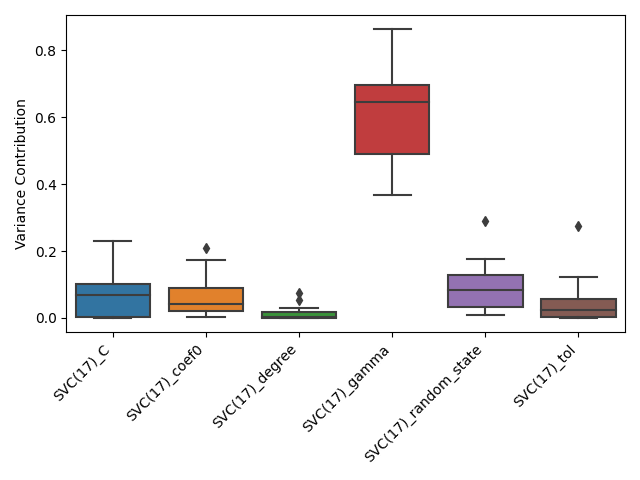 0.8
0.6
0.4
0.2
0.0
Variance Contribution
SVC(17)_C
SVC(17)_coef0
SVC(17)_degree
SVC(17)_gamma
SVC(17)_random_state
SVC(17)_tol